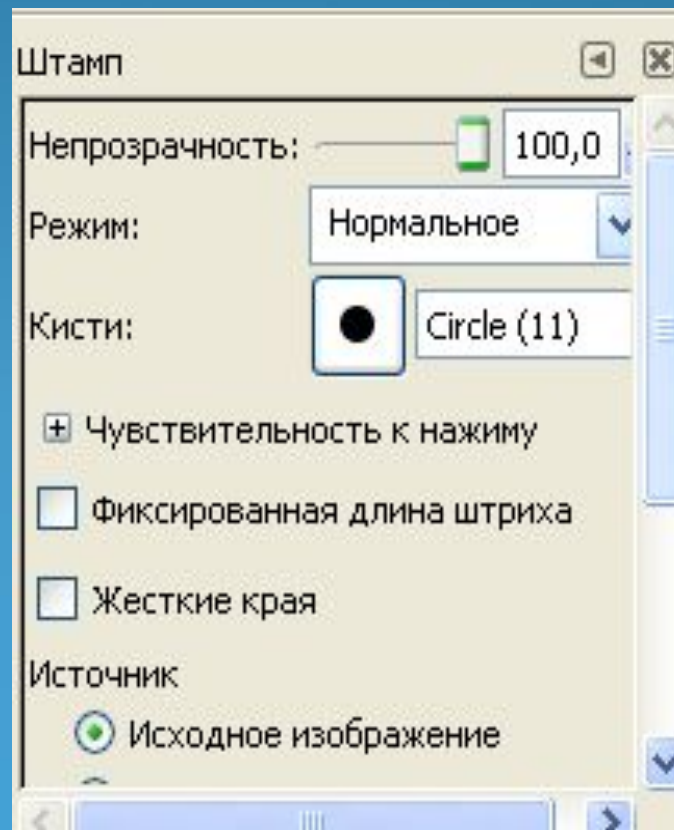 Штамп
Непрозрачность: 100,0
Режим: Нормальное
Кисти: Circle (11)
Чувствительность к нажиму
Фиксированная длина штриха
Жесткие края
Источник
Исходное изображение